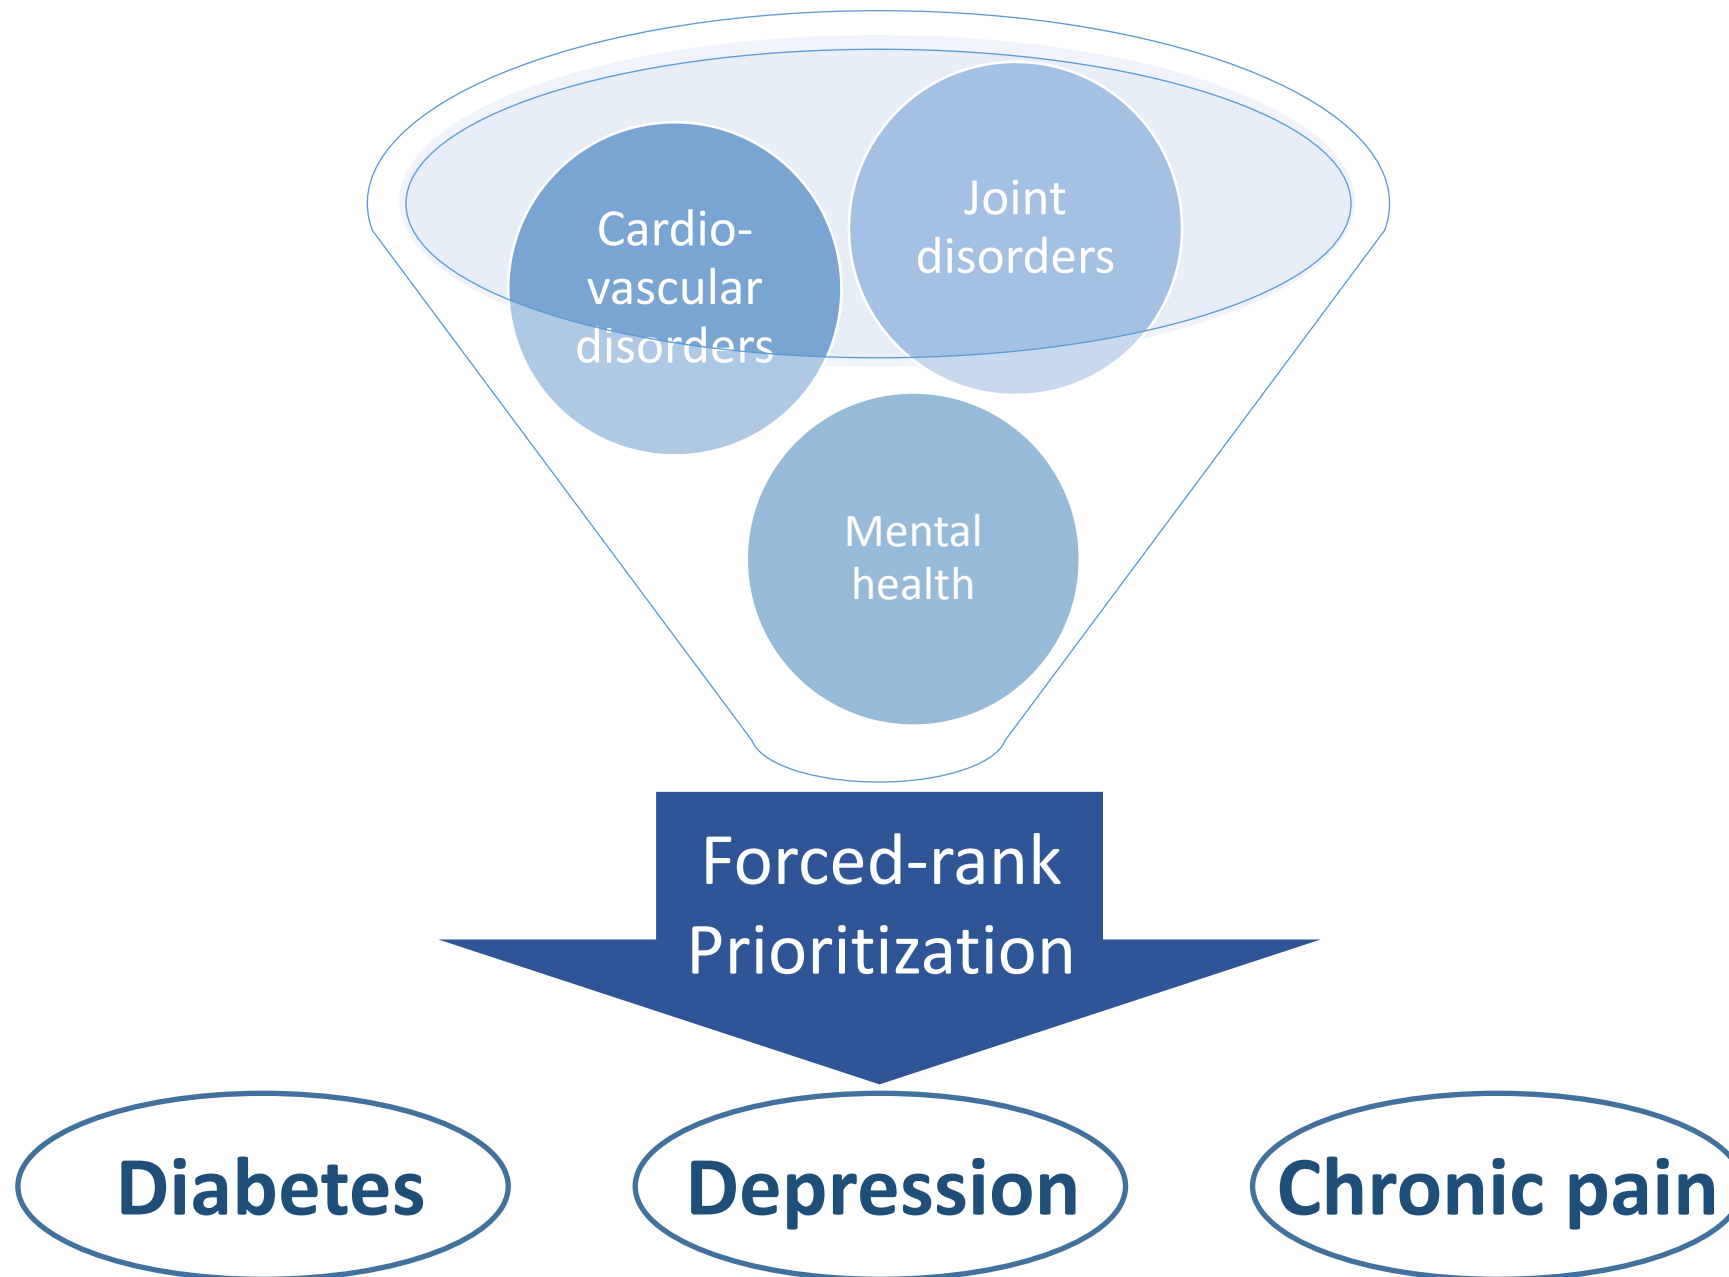 Cardio-
vascular
disorders
Joint
disorders
Mental
health
Forced-rank
Prioritization
Diabetes
Depression
Chronic pain